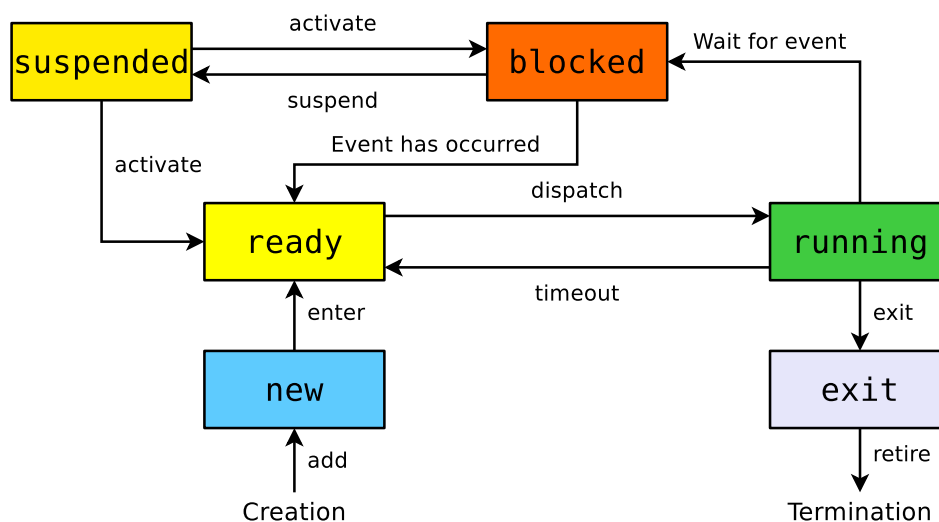 activate
suspended
blocked
Wait for event
suspend
Event has occurred
activate
dispatch
ready
running
timeout
enter
exit
new
exit
add
retire
Creation
Termination